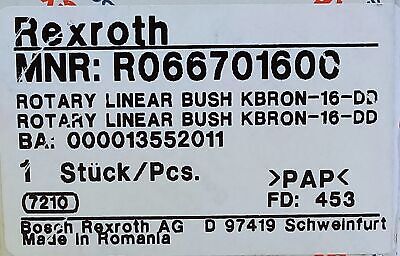 Rexroth
MNR: R066701600
ROTARY LINEAR BUSH KBRON-16-DD
ROTARY LINEAR BUSH KBRON-16-DD
BA: 000013552011
1 Stück/Pcs.
>PAP<
7210
FD: 453
Bosch Rexroth AG D 97419 Schweinfurt
Made in Romania